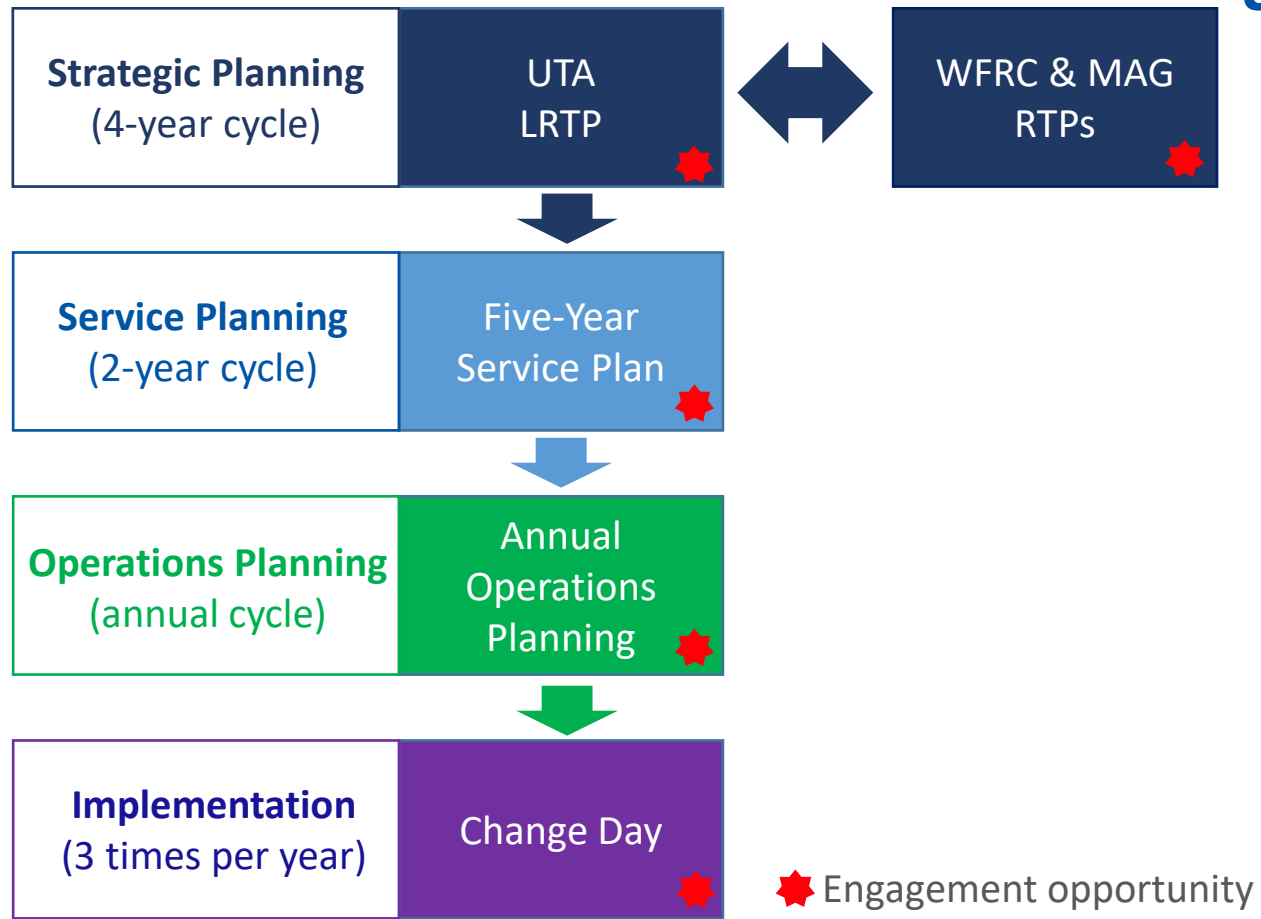 Strategic Planning
(4-year cycle)
UTA
LRTP
WFRC & MAG
RTPs
Service Planning
(2-year cycle)
Five-Year
Service Plan
Operations Planning
(annual cycle)
Annual
Operations
Planning
Implementation
(3 times per year)
Change Day
Engagement opportunity